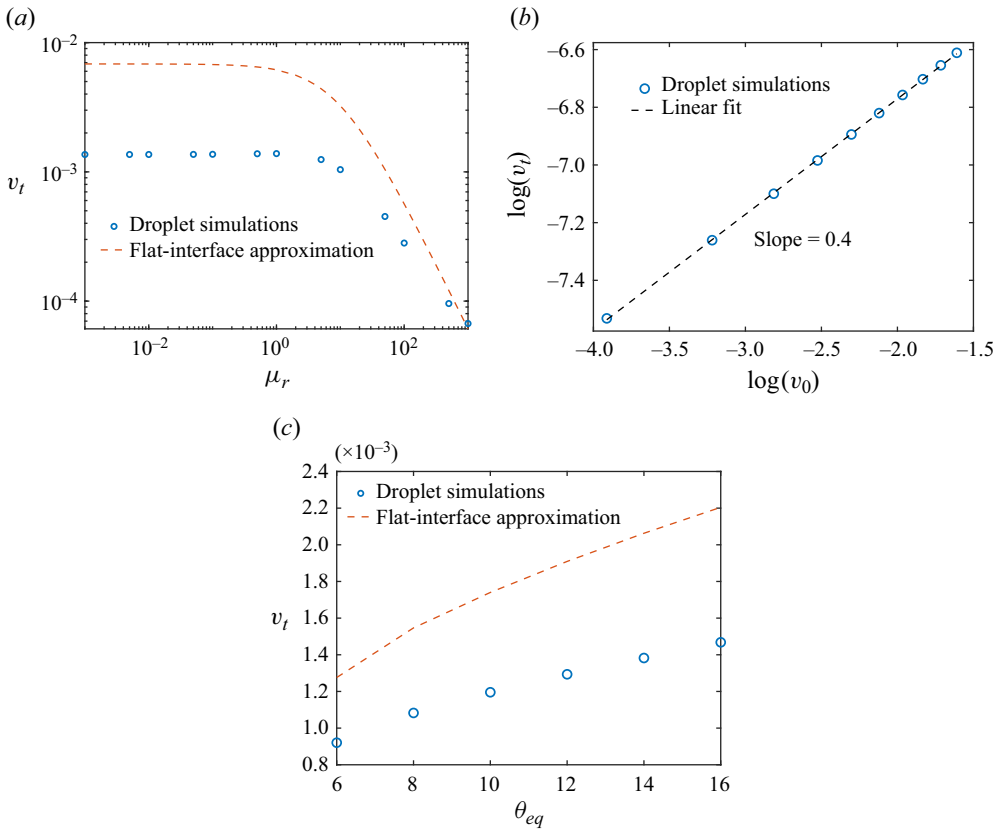 (a)
10⁻²
10⁻³
10⁻⁴
v_t
Droplet simulations
Flat-interface approximation
10⁻² 10⁰ 10²
μ_r
(b)
−6.6
−6.8
−7.0
−7.2
−7.4
log(v_t)
Droplet simulations
Linear fit
Slope = 0.4
−4.0 −3.5 −3.0 −2.5 −2.0 −1.5
log(v_0)
(c)
(×10⁻³)
2.4
2.2
2.0
1.8
1.6
1.4
1.2
1.0
0.8
v_t
Droplet simulations
Flat-interface approximation
6 8 10 12 14 16
θ_eq